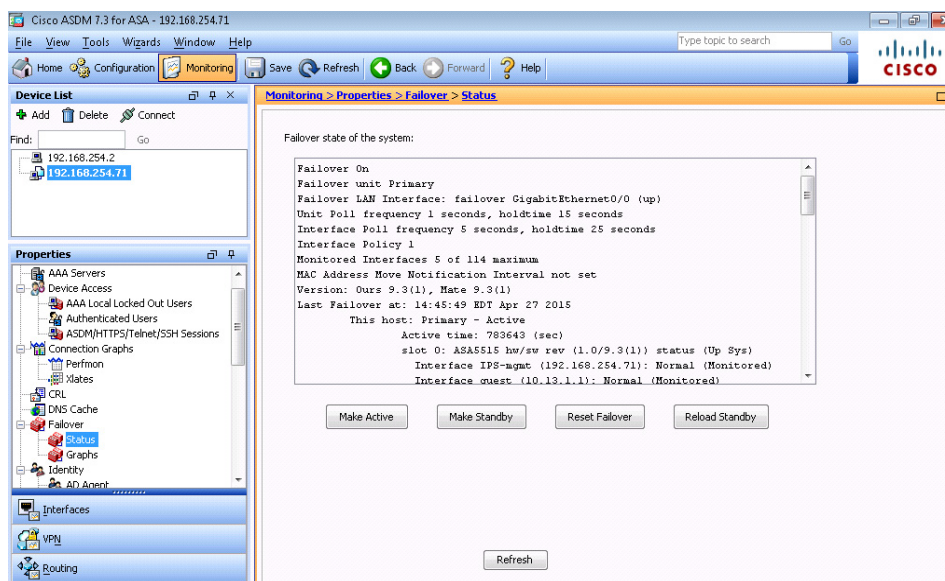 Cisco ASDM 7.3 for ASA - 192.168.254.71
File View Tools Wizards Window Help
Type topic to search Go
Home Configuration Monitoring Save Refresh Back Forward Help
CISCO
Device List
Add Delete Connect
Find: Go
192.168.254.2
192.168.254.71
Properties
AAA Servers
Device Access
AAA Local Locked Out Users
Authenticated Users
ASDM/HTTPS/Telnet/SSH Sessions
Connection Graphs
Perfmon
Xlates
CRL
DNS Cache
Failover
Status
Graphs
Identity
AD Agent
Interfaces
VPN
Routing
Monitoring > Properties > Failover > Status
Failover state of the system:
Failover On
Failover unit Primary
Failover LAN Interface: failover GigabitEthernet0/0 (up)
Unit Poll frequency 1 seconds, holdtime 15 seconds
Interface Poll frequency 5 seconds, holdtime 25 seconds
Interface Policy 1
Monitored Interfaces 5 of 114 maximum
MAC Address Move Notification Interval not set
Version: Ours 9.3(1), Mate 9.3(1)
Last Failover at: 14:45:49 EDT Apr 27 2015
This host: Primary - Active
Active time: 783643 (sec)
slot 0: ASA5515 hw/sw rev (1.0/9.3(1)) status (Up Sys)
Interface IPS-mgmt (192.168.254.71): Normal (Monitored)
Interface guest (10.13.1.1): Normal (Monitored)
Make Active Make Standby Reset Failover Reload Standby
Refresh